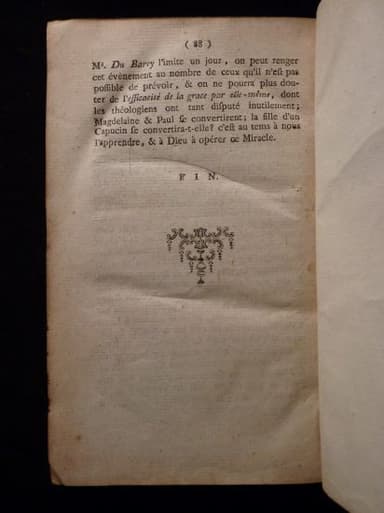 ( 88 )
Mᵉ. Du Barry l'imite un jour, on peut renger
cet évènement au nombre de ceux qu'il n'eſt pas
poſſible de prévoir, & on ne pourra plus dou-
ter de l'efficacité de la grace par elle-même, dont
les théologiens ont tant diſputé inutilement;
Magdelaine & Paul ſe convertirent; la fille d'un
Capucin ſe convertira-t-elle? c'eſt au tems à nous
l'apprendre, & à Dieu à opérer ce Miracle.
F I N.